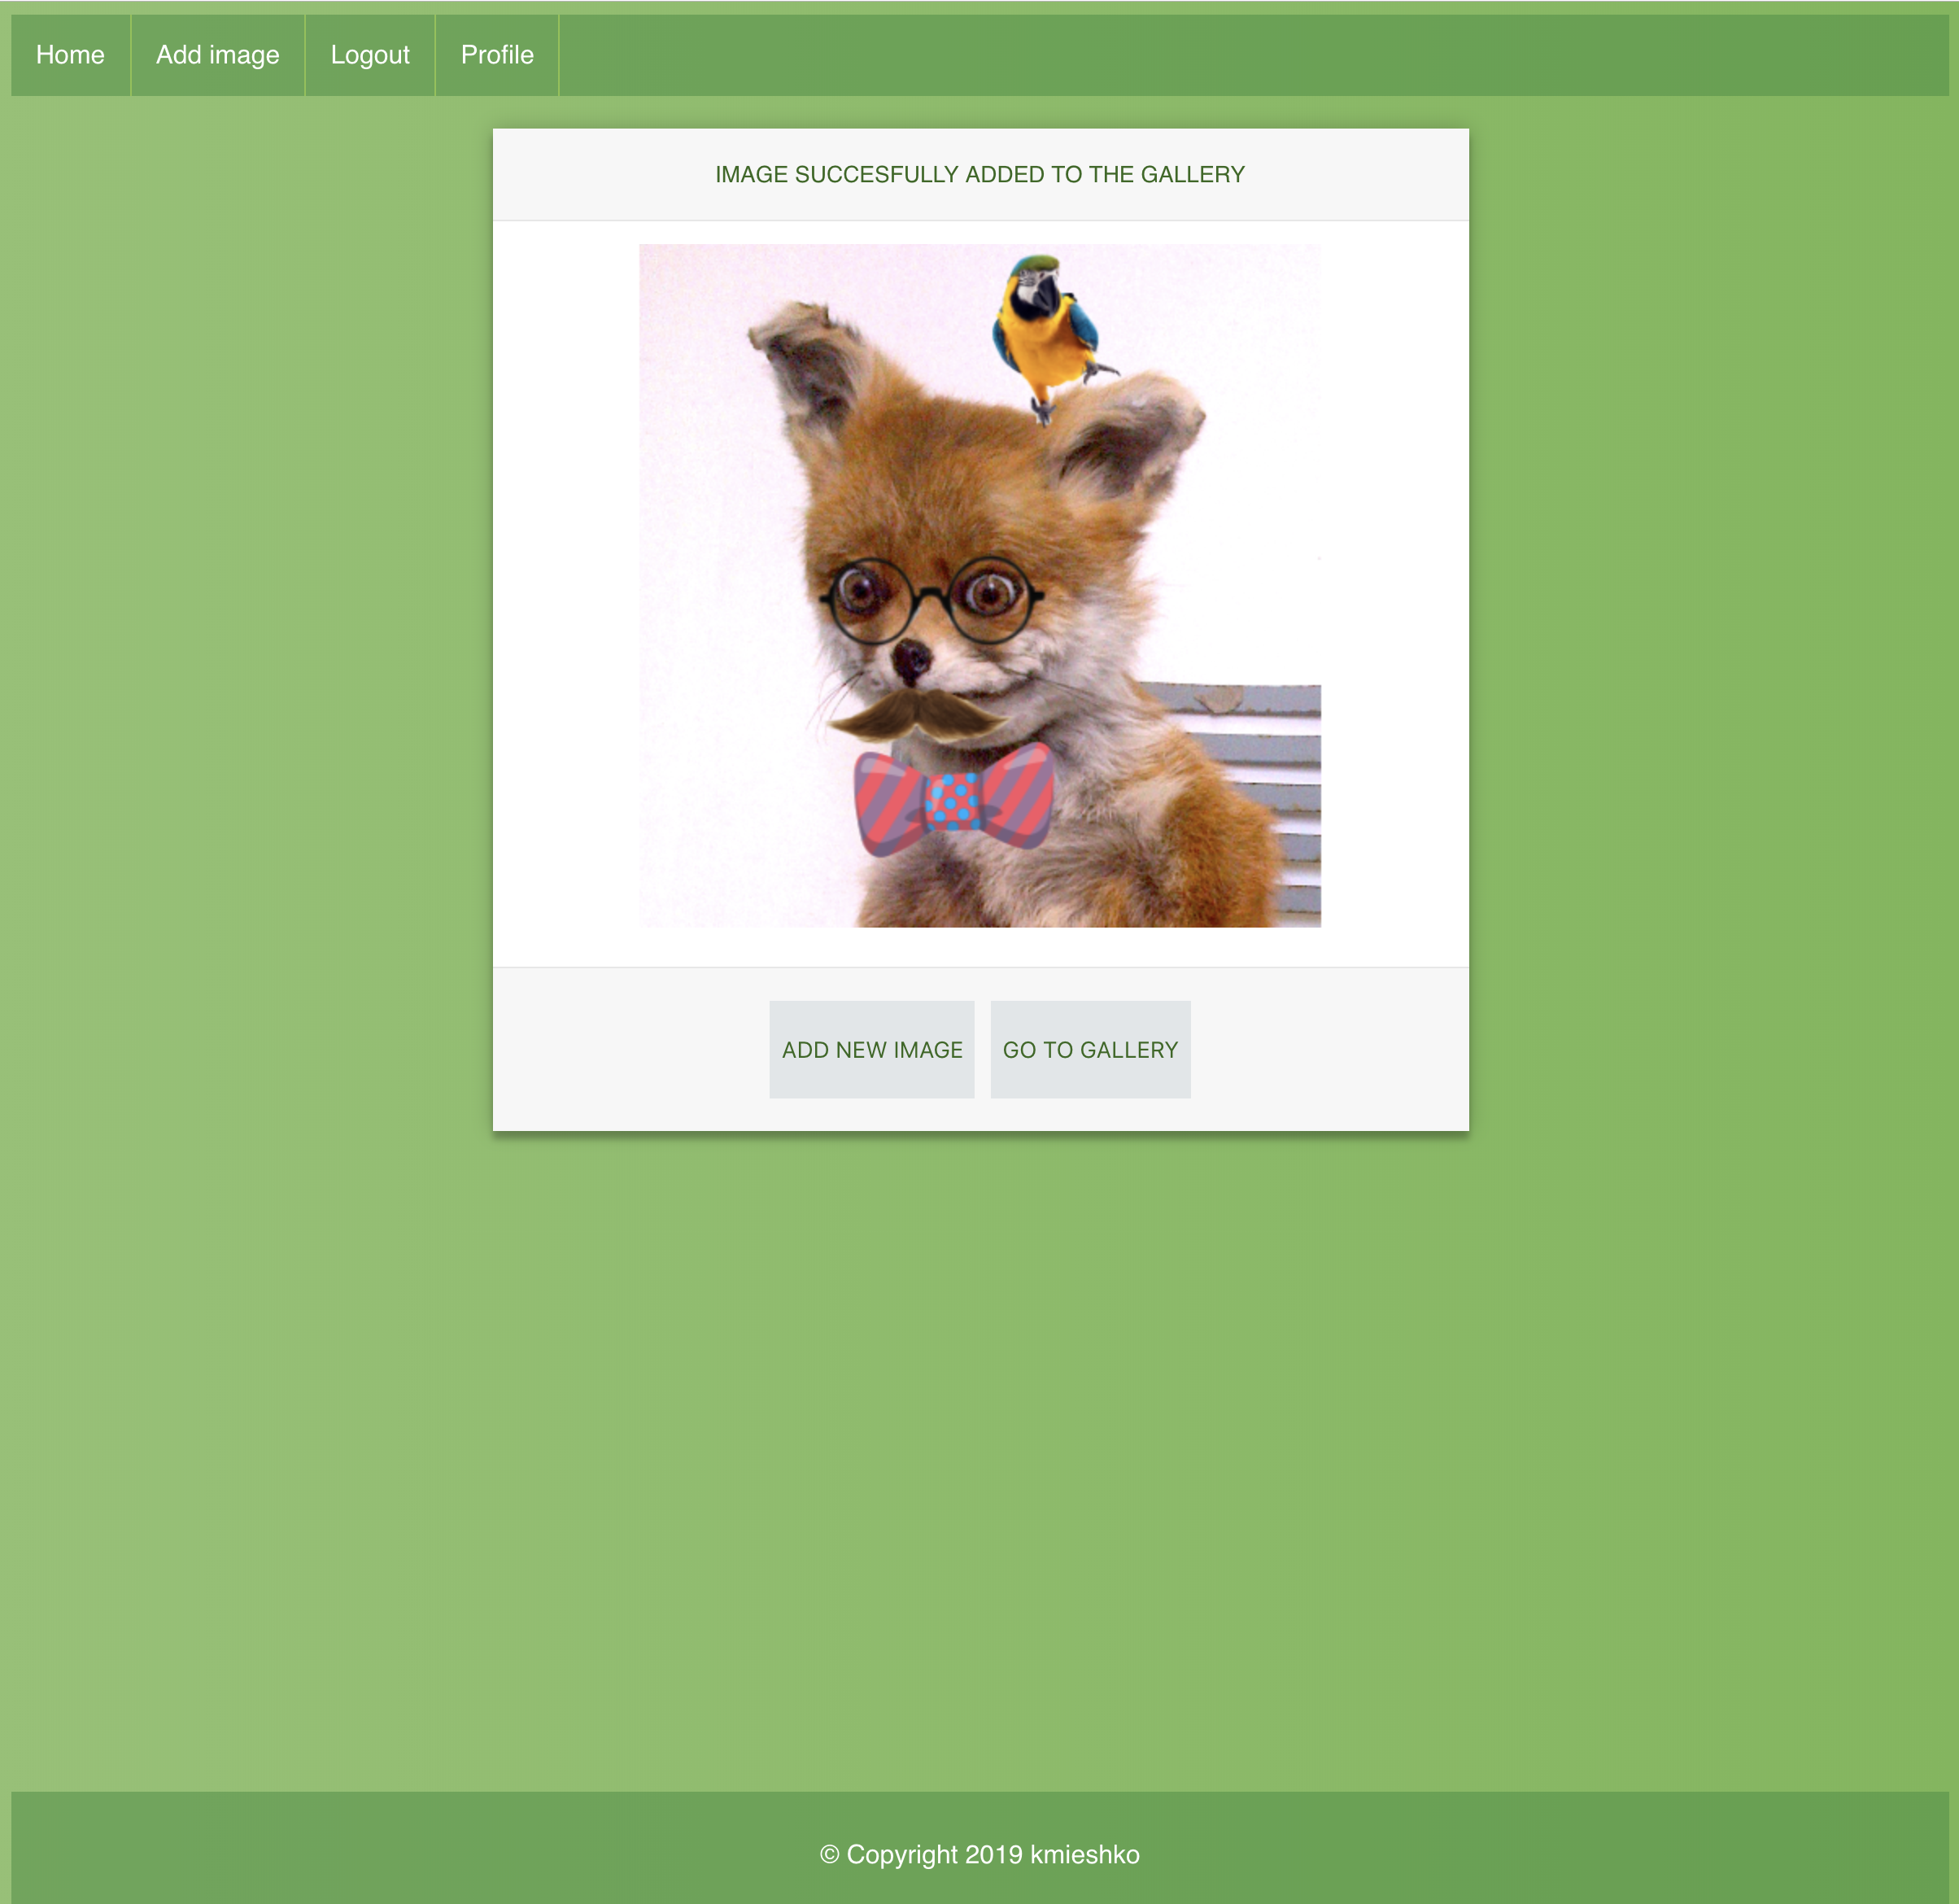 Home Add image Logout Profile
IMAGE SUCCESFULLY ADDED TO THE GALLERY
ADD NEW IMAGE GO TO GALLERY
© Copyright 2019 kmieshko